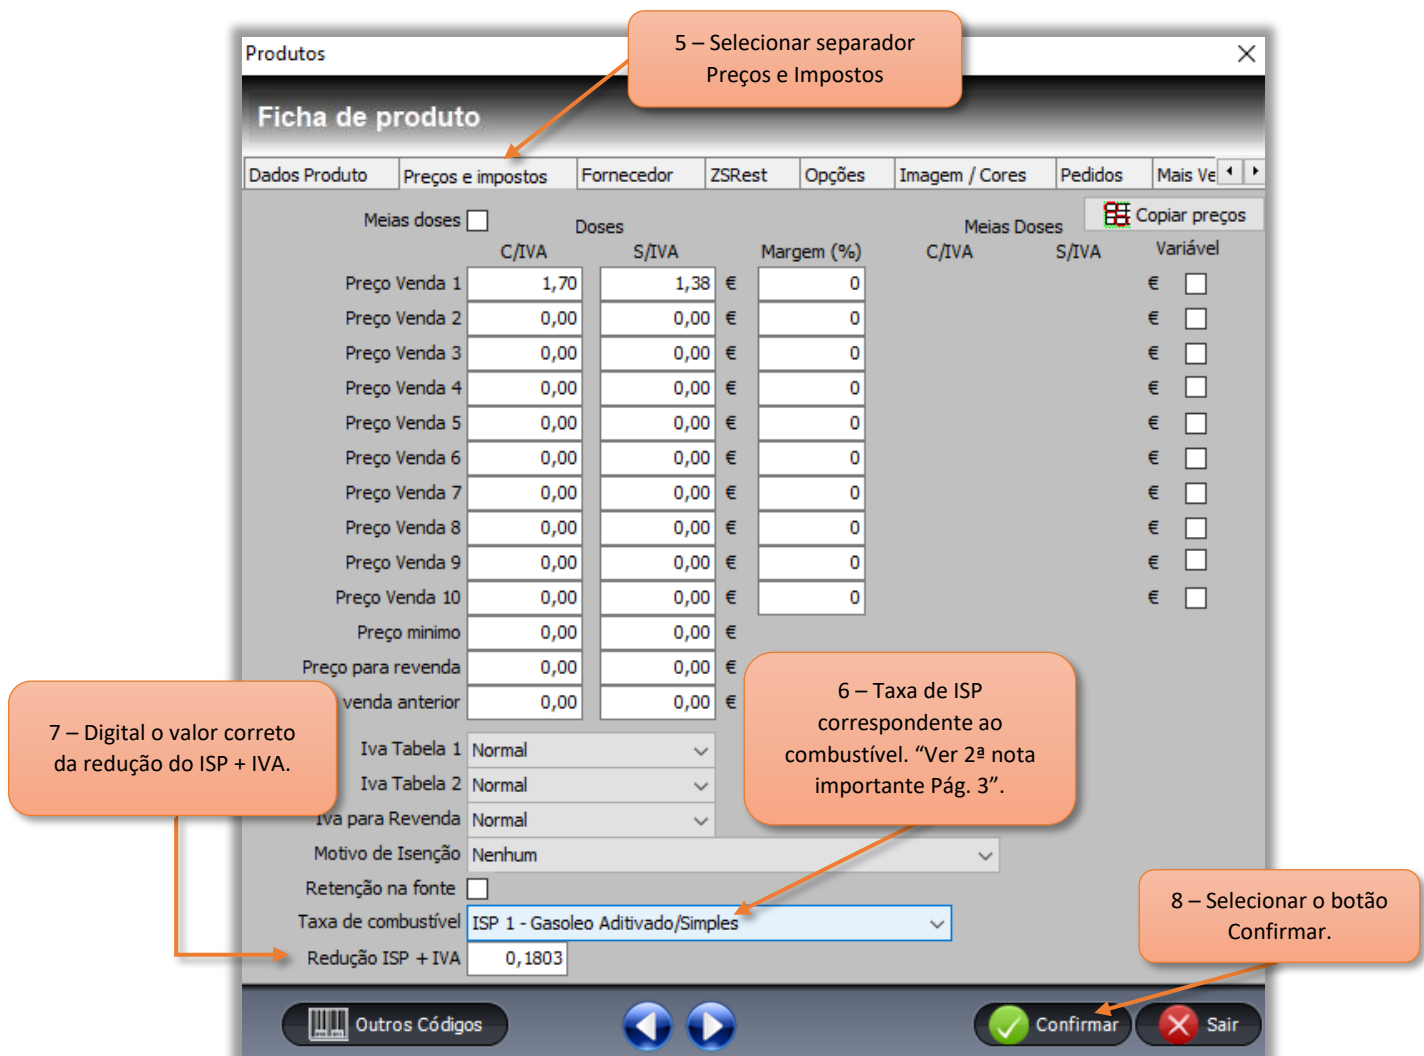 5 – Selecionar separador
Preços e Impostos
Produtos
Ficha de produto
Dados Produto Preços e impostos Fornecedor ZSRest Opções Imagem / Cores Pedidos Mais Ve
Meias doses Doses Meias Doses Copiar preços
C/IVA S/IVA Margem (%) C/IVA S/IVA Variável
Preço Venda 1 1,70 1,38 € 0 €
Preço Venda 2 0,00 0,00 € 0 €
Preço Venda 3 0,00 0,00 € 0 €
Preço Venda 4 0,00 0,00 € 0 €
Preço Venda 5 0,00 0,00 € 0 €
Preço Venda 6 0,00 0,00 € 0 €
Preço Venda 7 0,00 0,00 € 0 €
Preço Venda 8 0,00 0,00 € 0 €
Preço Venda 9 0,00 0,00 € 0 €
Preço Venda 10 0,00 0,00 € 0 €
Preço minimo 0,00 0,00 €
Preço para revenda 0,00 0,00 €
venda anterior 0,00 0,00 €
6 – Taxa de ISP
correspondente ao
combustível. “Ver 2ª nota
importante Pág. 3”.
7 – Digital o valor correto
da redução do ISP + IVA.
Iva Tabela 1 Normal
Iva Tabela 2 Normal
Iva para Revenda Normal
Motivo de Isenção Nenhum
Retenção na fonte
Taxa de combustível ISP 1 - Gasoleo Aditivado/Simples
Redução ISP + IVA 0,1803
8 – Selecionar o botão
Confirmar.
Outros Códigos Confirmar Sair